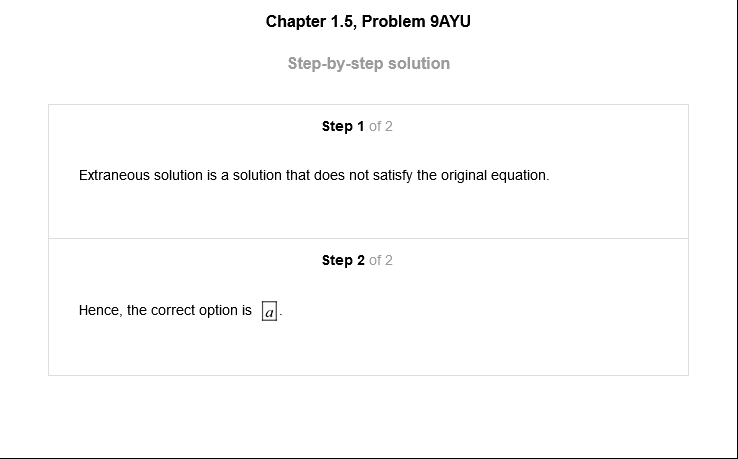 Chapter 1.5, Problem 9AYU
Step-by-step solution
Step 1 of 2
Extraneous solution is a solution that does not satisfy the original equation.
Step 2 of 2
Hence, the correct option is a.